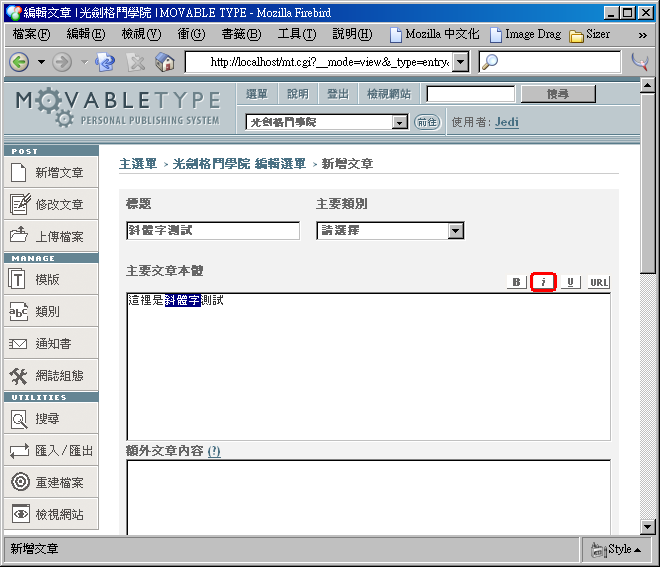 編輯文章 | 光劍格鬥學院 | MOVABLE TYPE - Mozilla Firebird
檔案(F) 編輯(E) 檢視(V) 衝(G) 書籤(B) 工具(T) 說明(H) Mozilla 中文化 Image Drag Sizer »
http://localhost/mt.cgi?__mode=view&_type=entry&
MOVABLETYPE
PERSONAL PUBLISHING SYSTEM
選單 說明 登出 檢視網站 搜尋
光劍格鬥學院 前往 使用者: Jedi
POST
新增文章
修改文章
上傳檔案
MANAGE
模版
類別
通知書
網誌組態
UTILITIES
搜尋
匯入/匯出
重建檔案
檢視網站
主選單 > 光劍格鬥學院 編輯選單 > 新增文章
標題 主要類別
斜體字測試 請選擇
主要文章本體
B i U URL
這裡是斜體字測試
額外文章內容 (?)
新增文章 Style